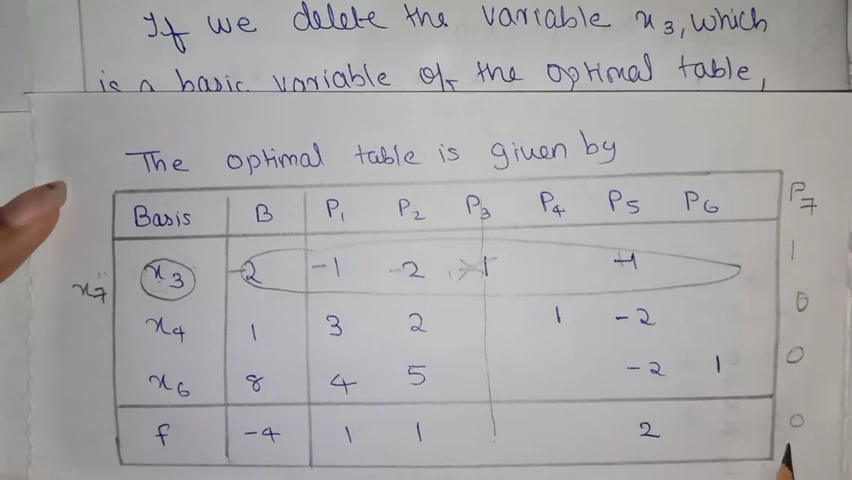 If we delete the variable x3, which
is a basic variable of the optimal table,
The optimal table is given by
Basis B P1 P2 P3 P4 P5 P6 P7
x7 x3 -2 -1 -2 1 +1 1
x4 1 3 2 1 -2 0
x6 8 4 5 -2 1 0
f -4 1 1 2 0